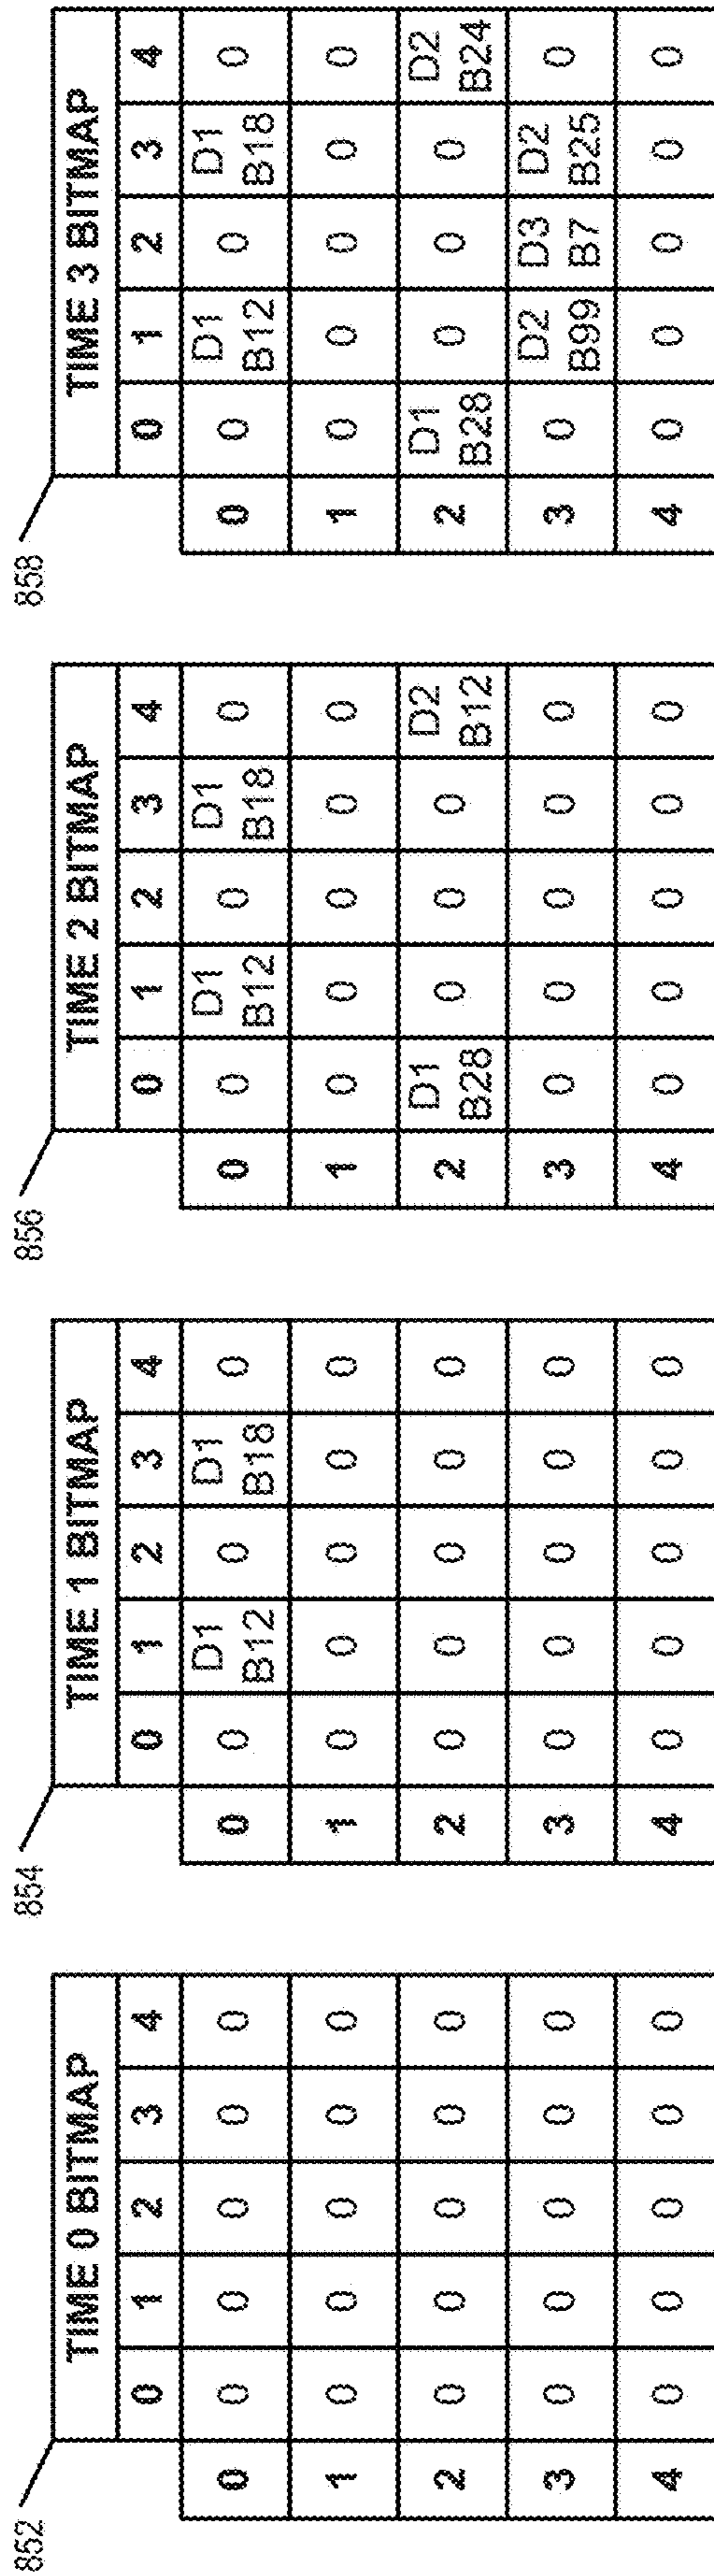 852
TIME 0 BITMAP
0 1 2 3 4
0 0 0 0 0 0
1 0 0 0 0 0
2 0 0 0 0 0
3 0 0 0 0 0
4 0 0 0 0 0
854
TIME 1 BITMAP
0 1 2 3 4
0 0 D1 B12 0 D1 B18 0
1 0 0 0 0 0
2 0 0 0 0 0
3 0 0 0 0 0
4 0 0 0 0 0
856
TIME 2 BITMAP
0 1 2 3 4
0 0 D1 B12 0 D1 B18 0
1 0 0 0 0 0
2 D1 B28 0 0 0 D2 B12
3 0 0 0 0 0
4 0 0 0 0 0
858
TIME 3 BITMAP
0 1 2 3 4
0 0 D1 B12 0 D1 B18 0
1 0 0 0 0 0
2 D1 B28 0 0 0 D2 B24
3 0 D2 B99 D3 B7 D2 B25 0
4 0 0 0 0 0